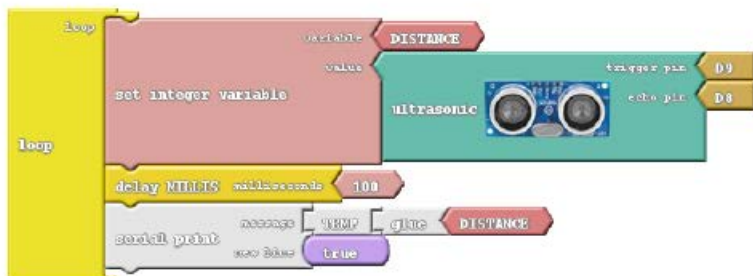 loop
variable DISTANCE
trigger pin D9
value
echo pin D8
set integer variable
ultrasonic
loop
delay MILLIS milliseconds 100
message TEMP glue DISTANCE
serial print
new line true